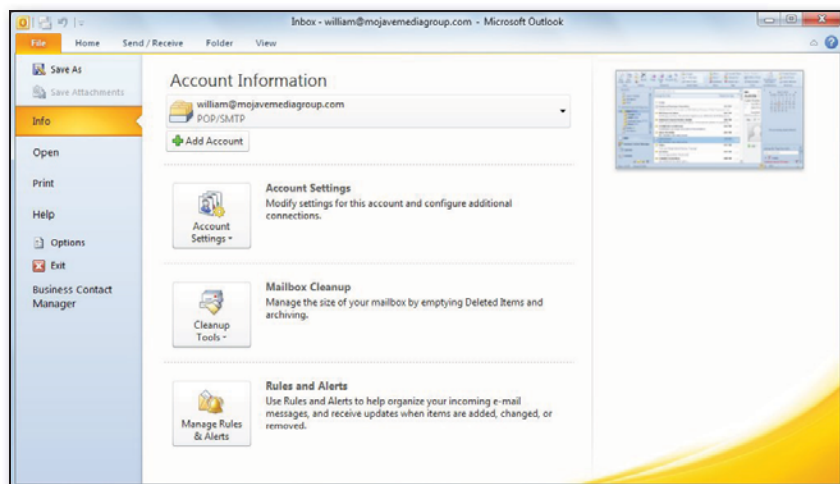 Inbox - william@mojavemediagroup.com - Microsoft Outlook
File Home Send / Receive Folder View
Save As
Save Attachments
Info
Open
Print
Help
Options
Exit
Business Contact
Manager
Account Information
william@mojavemediagroup.com
POP/SMTP
Add Account
Account
Settings
Account Settings
Modify settings for this account and configure additional
connections.
Cleanup
Tools
Mailbox Cleanup
Manage the size of your mailbox by emptying Deleted Items and
archiving.
Manage Rules
& Alerts
Rules and Alerts
Use Rules and Alerts to help organize your incoming e-mail
messages, and receive updates when items are added, changed, or
removed.